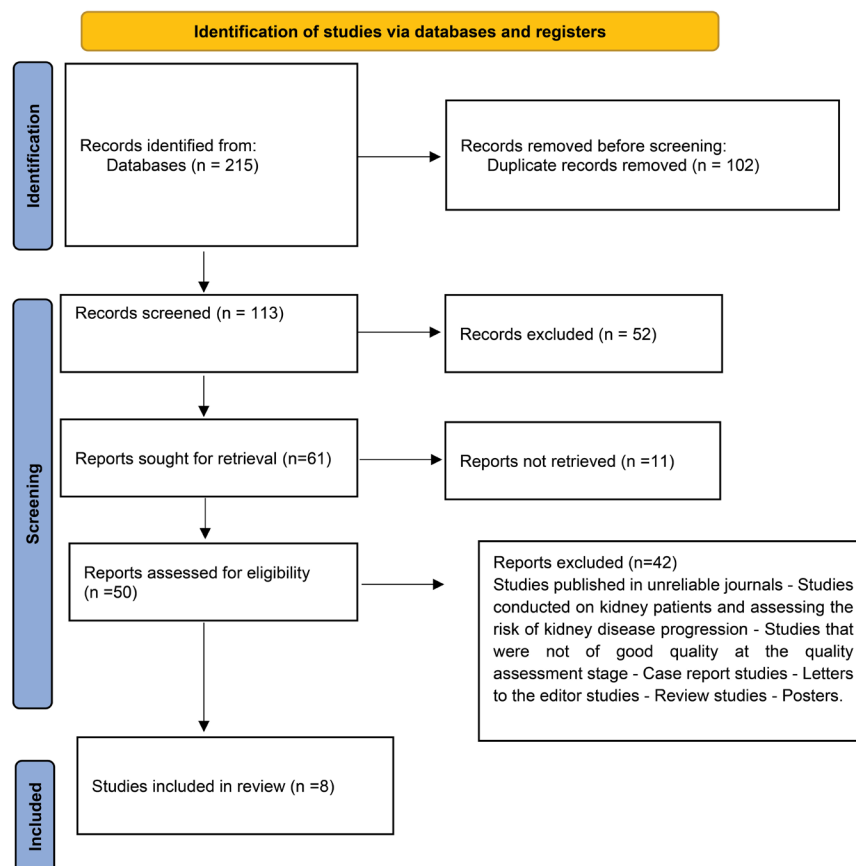 Identification of studies via databases and registers
Identification
Records identified from:
Databases (n = 215)
Records removed before screening:
Duplicate records removed (n = 102)
Screening
Records screened (n = 113)
Records excluded (n = 52)
Reports sought for retrieval (n=61)
Reports not retrieved (n =11)
Reports assessed for eligibility
(n =50)
Reports excluded (n=42)
Studies published in unreliable journals - Studies
conducted on kidney patients and assessing the
risk of kidney disease progression - Studies that
were not of good quality at the quality
assessment stage - Case report studies - Letters
to the editor studies - Review studies - Posters.
Included
Studies included in review (n =8)